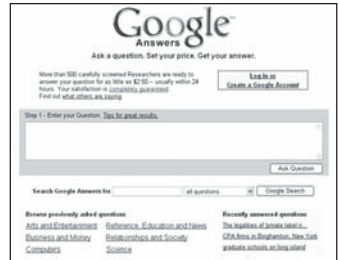 Google™
Answers
Ask a question. Set your price. Get your answer.
More than 500 carefully screened Researchers are ready to
answer your question for as little as $2.50 – usually within 24
hours. Your satisfaction is completely guaranteed.
Find out what others are saying.
Log in or
Create a Google Account
Step 1 - Enter your Question. Tips for great results.
Ask Question
Search Google Answers for
all questions
Google Search
Browse previously asked questions
Arts and Entertainment
Reference, Education and News
Business and Money
Relationships and Society
Computers
Science
Recently answered questions
The legalities of "private label n...
CPA firms in Binghamton, New York
graduate schools on long island